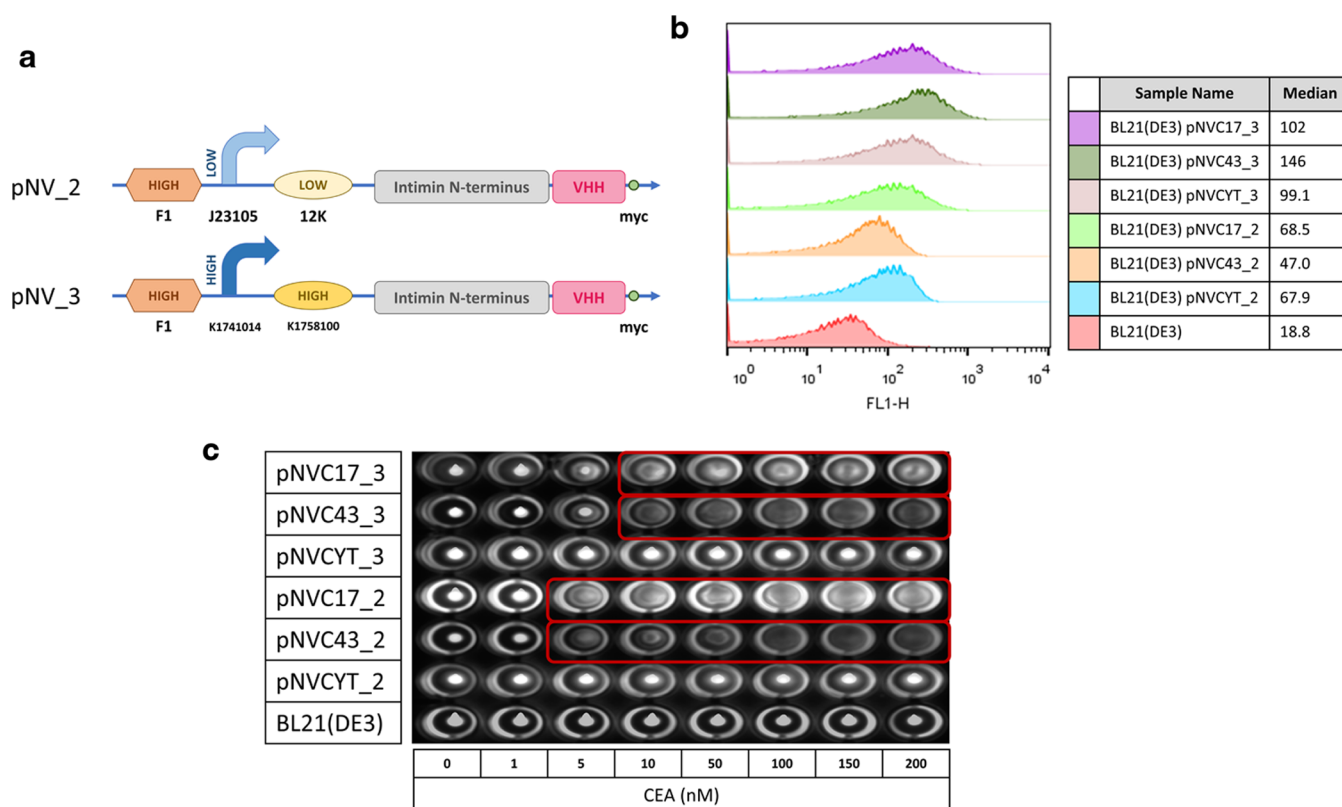 a
pNV_2
HIGH
F1
LOW
J23105
LOW
12K
Intimin N-terminus
VHH
myc
pNV_3
HIGH
F1
HIGH
K1741014
HIGH
K1758100
Intimin N-terminus
VHH
myc
b
10^0 10^1 10^2 10^3 10^4
FL1-H
Sample Name Median
BL21(DE3) pNVC17_3 102
BL21(DE3) pNVC43_3 146
BL21(DE3) pNVCYT_3 99.1
BL21(DE3) pNVC17_2 68.5
BL21(DE3) pNVC43_2 47.0
BL21(DE3) pNVCYT_2 67.9
BL21(DE3) 18.8
c
pNVC17_3
pNVC43_3
pNVCYT_3
pNVC17_2
pNVC43_2
pNVCYT_2
BL21(DE3)
0 1 5 10 50 100 150 200
CEA (nM)